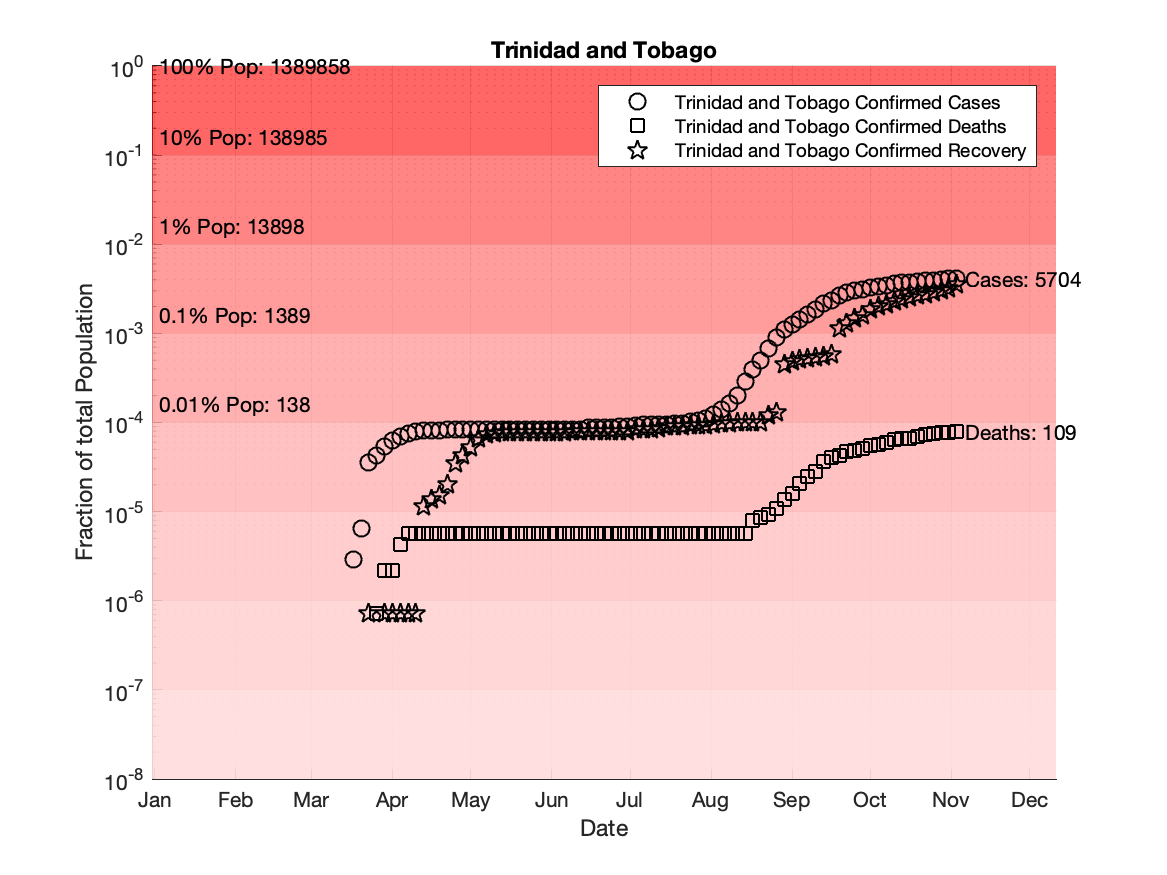 Trinidad and Tobago
10^0
100% Pop: 1389858
Trinidad and Tobago Confirmed Cases
Trinidad and Tobago Confirmed Deaths
Trinidad and Tobago Confirmed Recovery
10% Pop: 138985
10^-1
1% Pop: 13898
10^-2
Cases: 5704
0.1% Pop: 1389
10^-3
0.01% Pop: 138
10^-4
Deaths: 109
10^-5
10^-6
10^-7
10^-8
Fraction of total Population
Jan Feb Mar Apr May Jun Jul Aug Sep Oct Nov Dec
Date